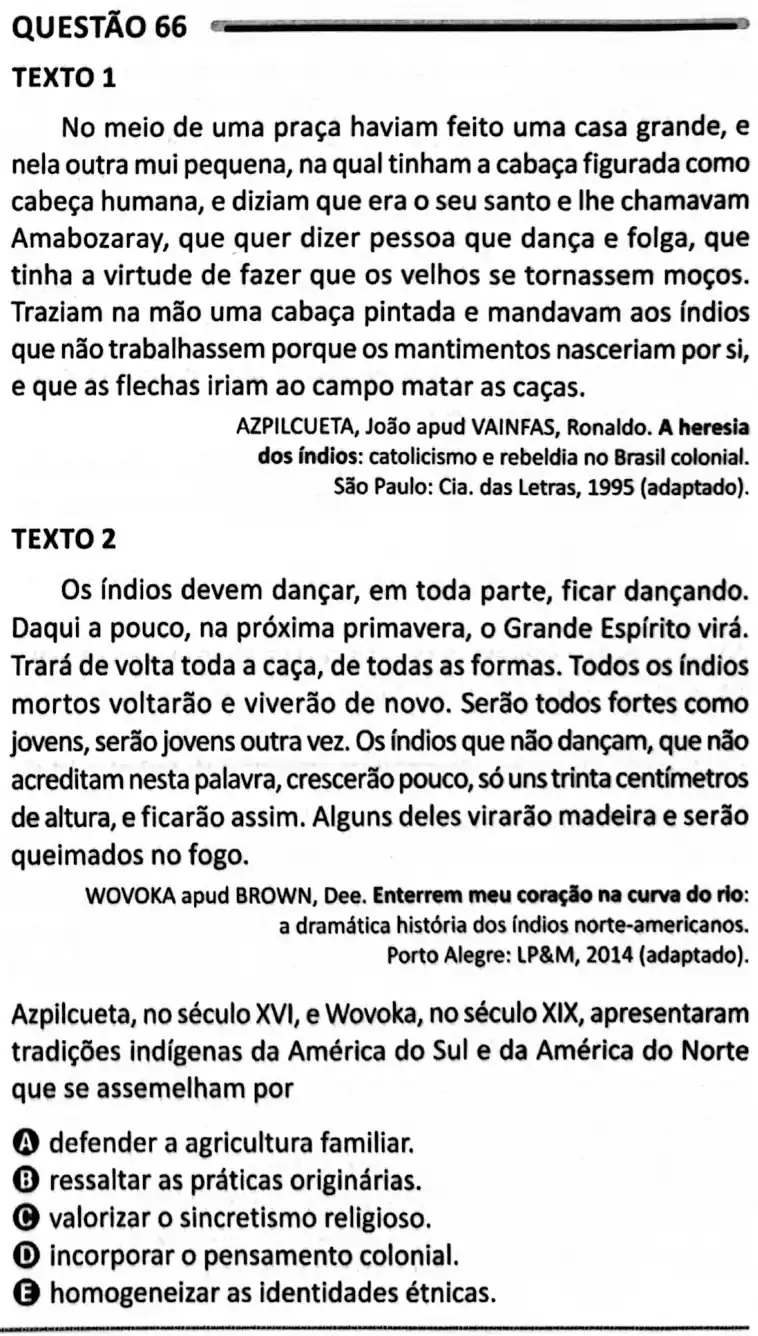 QUESTÃO 66
TEXTO 1
No meio de uma praça haviam feito uma casa grande, e
nela outra mui pequena, na qual tinham a cabaça figurada como
cabeça humana, e diziam que era o seu santo e lhe chamavam
Amabozaray, que quer dizer pessoa que dança e folga, que
tinha a virtude de fazer que os velhos se tornassem moços.
Traziam na mão uma cabaça pintada e mandavam aos índios
que não trabalhassem porque os mantimentos nasceriam por si,
e que as flechas iriam ao campo matar as caças.
AZPILCUETA, João apud VAINFAS, Ronaldo. A heresia
dos índios: catolicismo e rebeldia no Brasil colonial.
São Paulo: Cia. das Letras, 1995 (adaptado).
TEXTO 2
Os índios devem dançar, em toda parte, ficar dançando.
Daqui a pouco, na próxima primavera, o Grande Espírito virá.
Trará de volta toda a caça, de todas as formas. Todos os índios
mortos voltarão e viverão de novo. Serão todos fortes como
jovens, serão jovens outra vez. Os índios que não dançam, que não
acreditam nesta palavra, crescerão pouco, só uns trinta centímetros
de altura, e ficarão assim. Alguns deles virarão madeira e serão
queimados no fogo.
WOVOKA apud BROWN, Dee. Enterrem meu coração na curva do rio:
a dramática história dos índios norte-americanos.
Porto Alegre: LP&M, 2014 (adaptado).
Azpilcueta, no século XVI, e Wovoka, no século XIX, apresentaram
tradições indígenas da América do Sul e da América do Norte
que se assemelham por
A defender a agricultura familiar.
B ressaltar as práticas originárias.
C valorizar o sincretismo religioso.
D incorporar o pensamento colonial.
E homogeneizar as identidades étnicas.